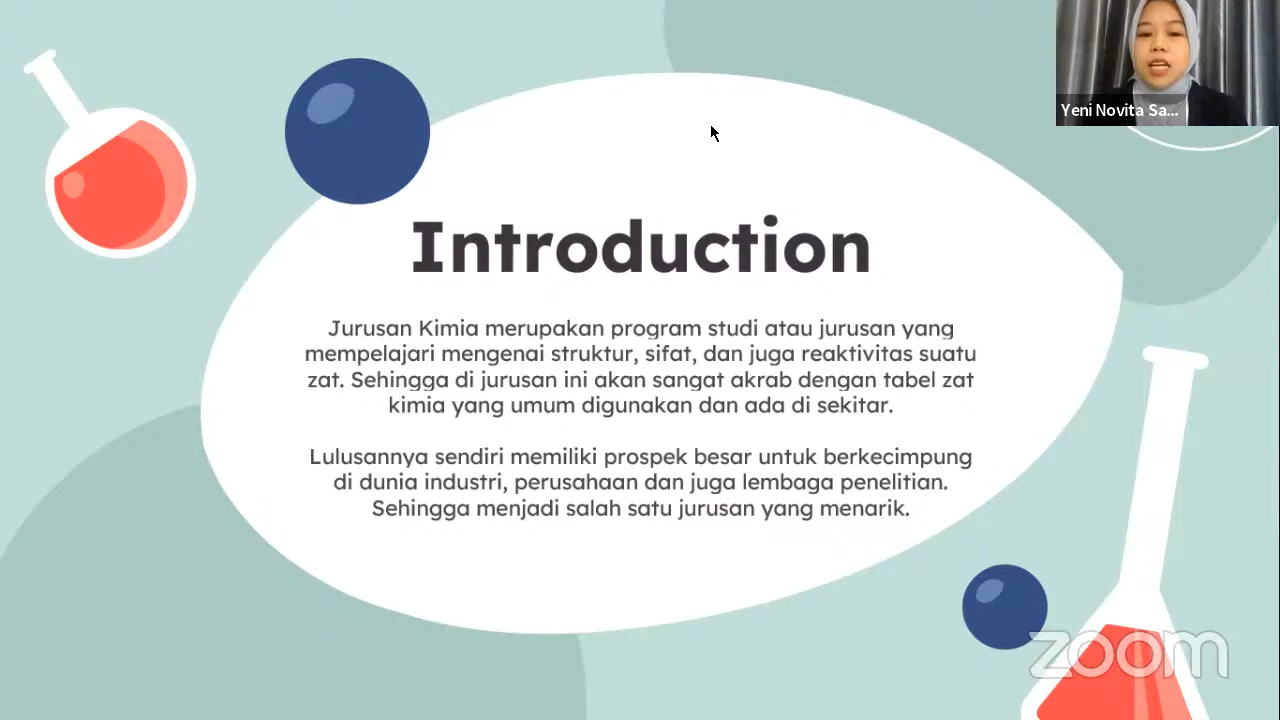 Yeni Novita Sa...
Introduction
Jurusan Kimia merupakan program studi atau jurusan yang
mempelajari mengenai struktur, sifat, dan juga reaktivitas suatu
zat. Sehingga di jurusan ini akan sangat akrab dengan tabel zat
kimia yang umum digunakan dan ada di sekitar.
Lulusannya sendiri memiliki prospek besar untuk berkecimpung
di dunia industri, perusahaan dan juga lembaga penelitian.
Sehingga menjadi salah satu jurusan yang menarik.
zoom